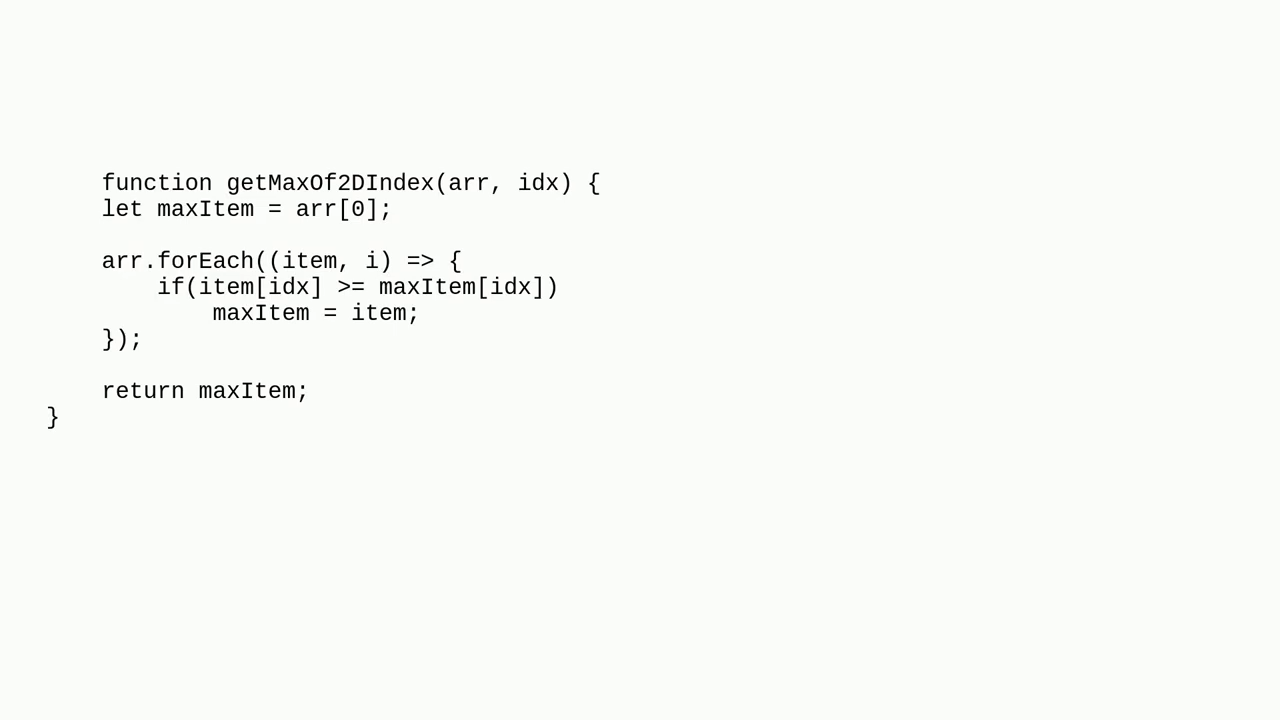 function getMaxOf2DIndex(arr, idx) {
let maxItem = arr[0];
arr.forEach((item, i) => {
if(item[idx] >= maxItem[idx])
maxItem = item;
});
return maxItem;
}